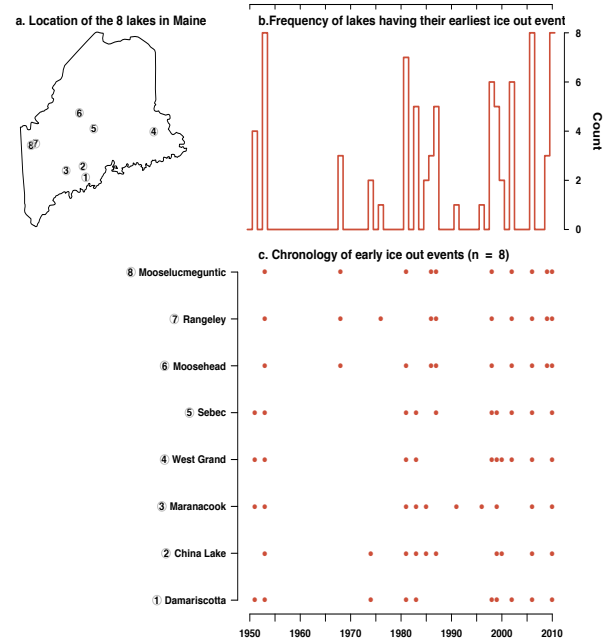 a. Location of the 8 lakes in Maine
6
5
4
8 7
3
2
1
b.Frequency of lakes having their earliest ice out event
8
6
4
2
0
Count
c. Chronology of early ice out events (n = 8)
8 Mooselucmeguntic
7 Rangeley
6 Moosehead
5 Sebec
4 West Grand
3 Maranacook
2 China Lake
1 Damariscotta
1950 1960 1970 1980 1990 2000 2010